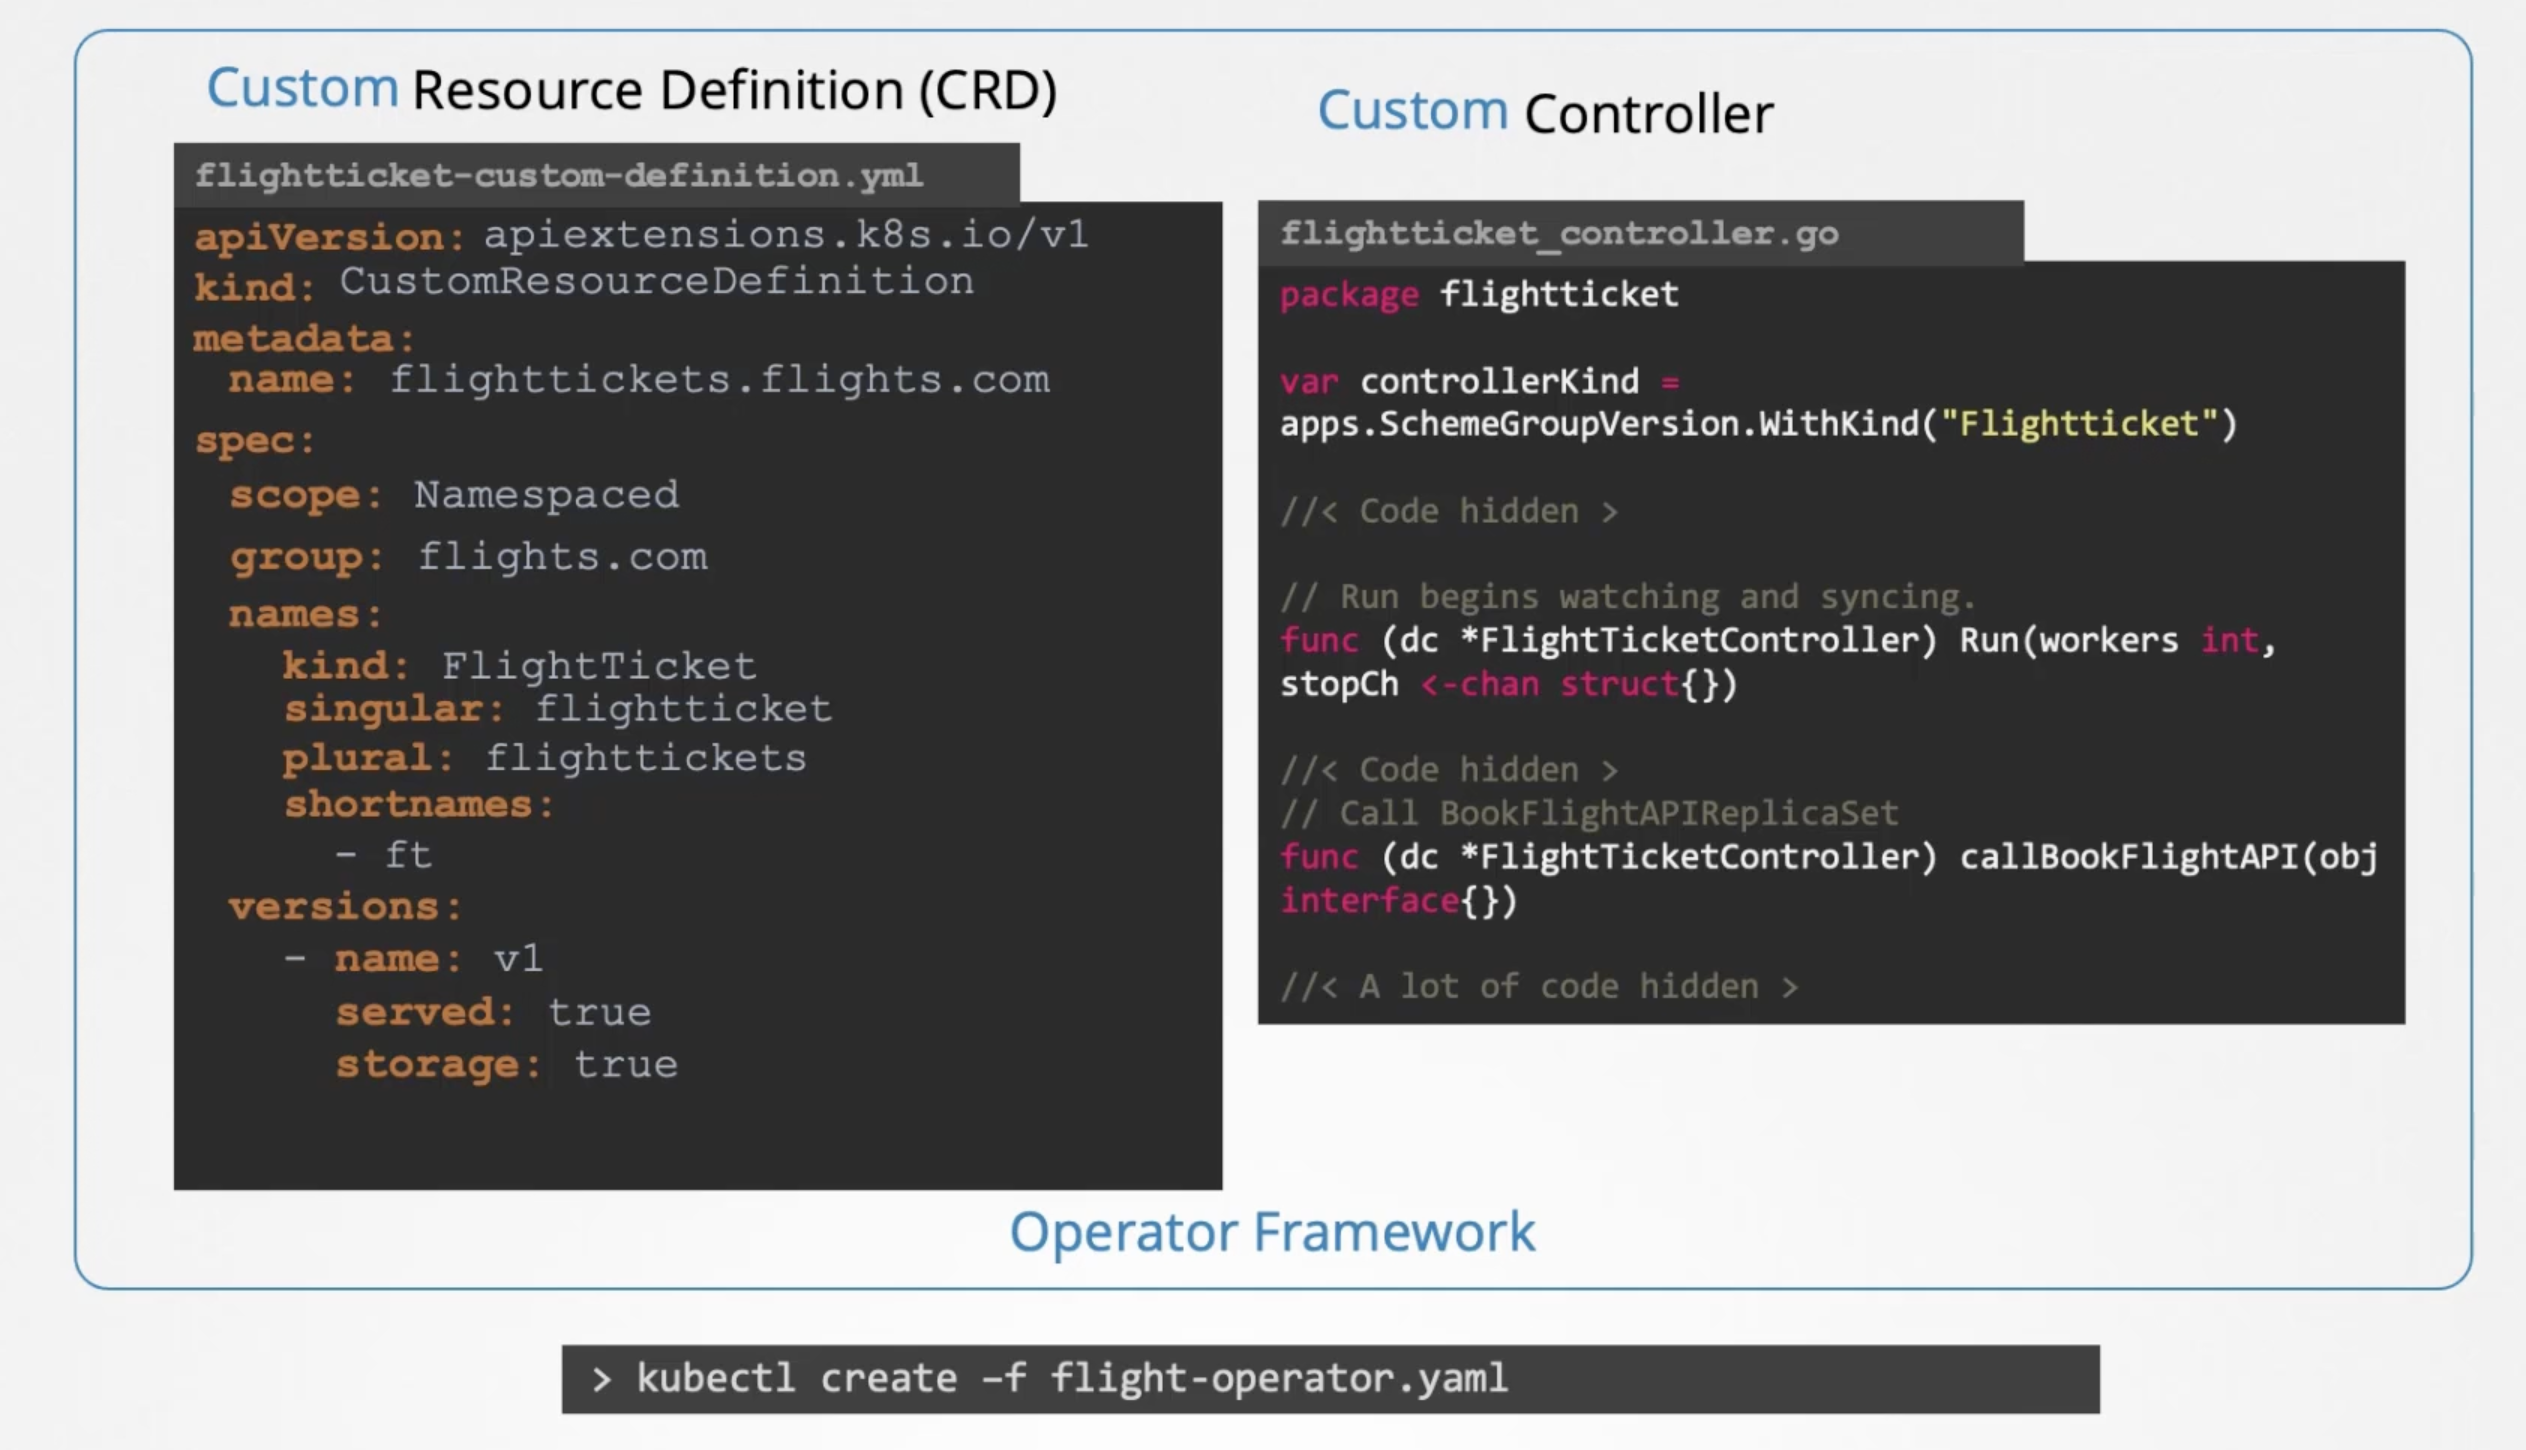 Custom Resource Definition (CRD)
flightticket-custom-definition.yml
apiVersion: apiextensions.k8s.io/v1
kind: CustomResourceDefinition
metadata:
name: flighttickets.flights.com
spec:
scope: Namespaced
group: flights.com
names:
kind: FlightTicket
singular: flightticket
plural: flighttickets
shortnames:
- ft
versions:
- name: v1
served: true
storage: true
Custom Controller
flightticket_controller.go
package flightticket
var controllerKind =
apps.SchemeGroupVersion.WithKind("Flightticket")
//< Code hidden >
// Run begins watching and syncing.
func (dc *FlightTicketController) Run(workers int,
stopCh <-chan struct{})
//< Code hidden >
// Call BookFlightAPIReplicaSet
func (dc *FlightTicketController) callBookFlightAPI(obj
interface{})
//< A lot of code hidden >
Operator Framework
> kubectl create –f flight-operator.yaml